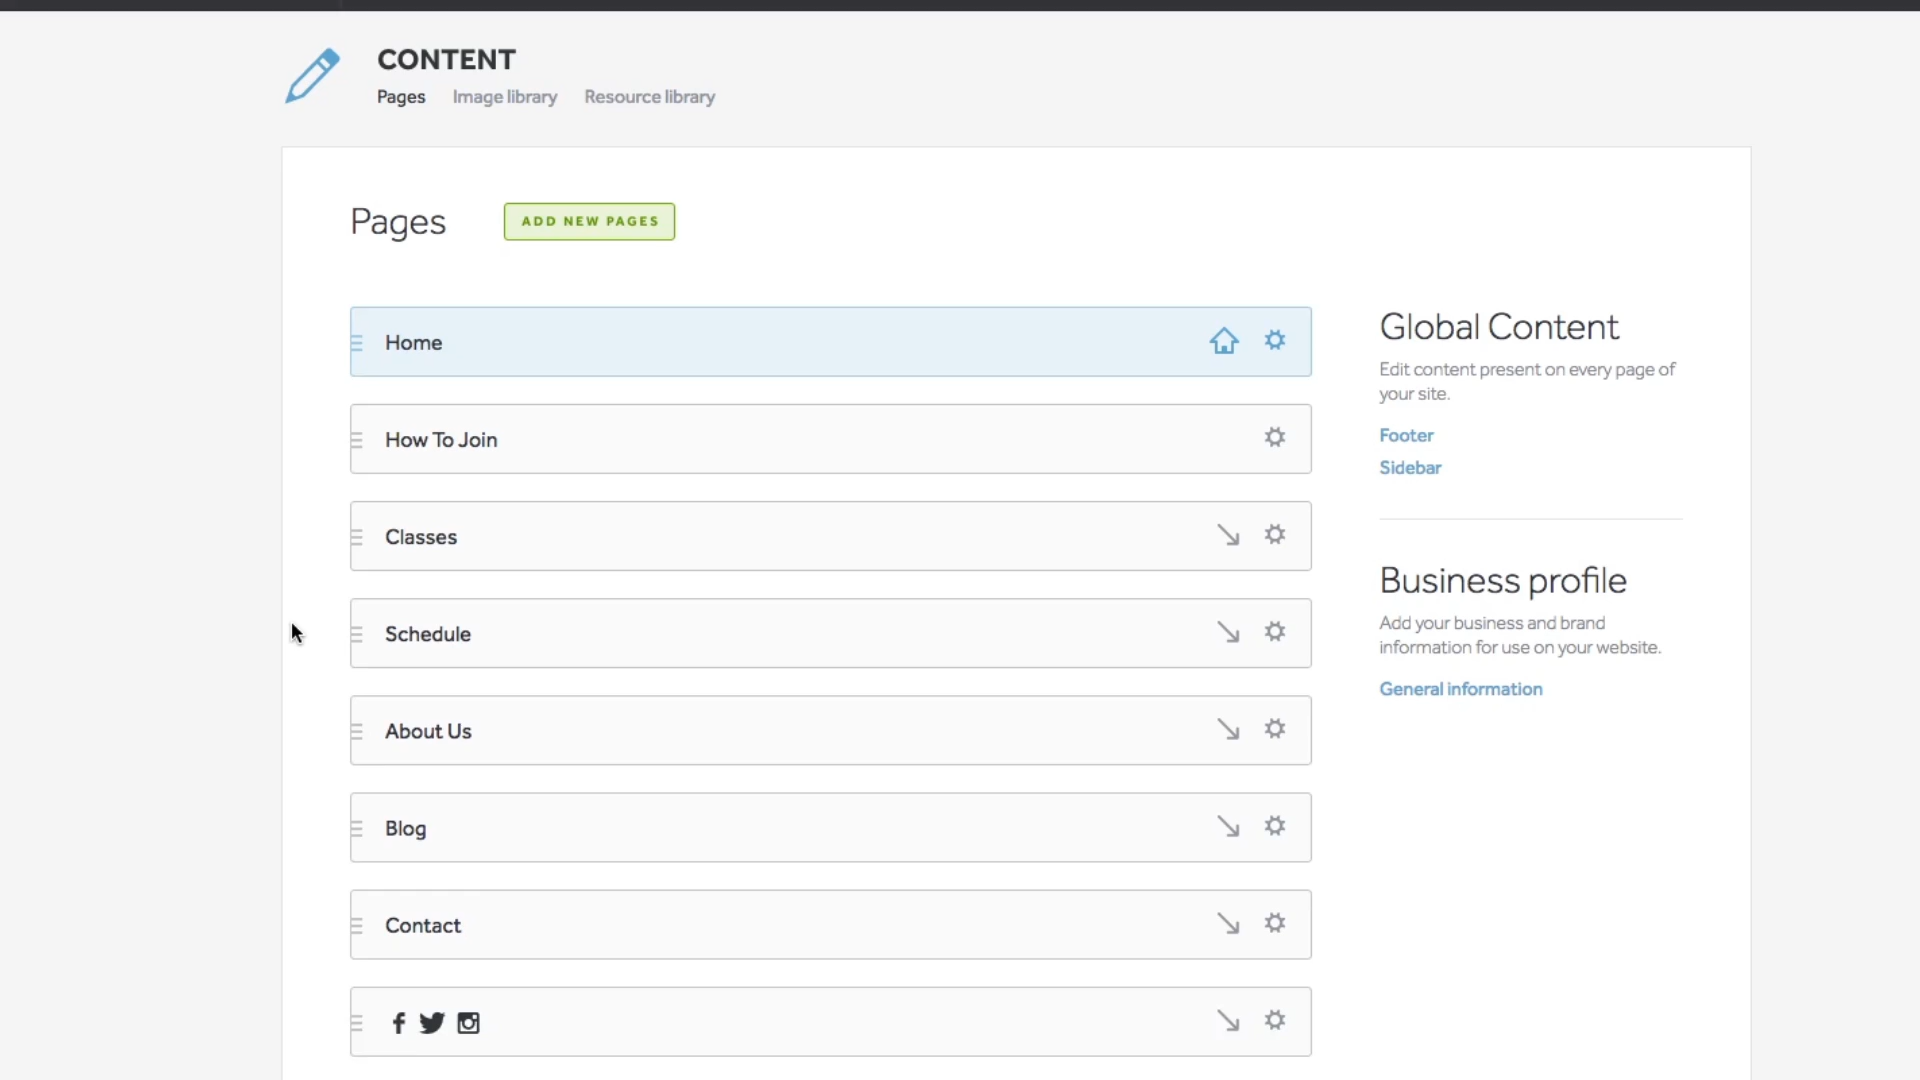 CONTENT
Pages Image library Resource library
Pages
ADD NEW PAGES
Home
How To Join
Classes
Schedule
About Us
Blog
Contact
Global Content
Edit content present on every page of
your site.
Footer
Sidebar
Business profile
Add your business and brand
information for use on your website.
General information